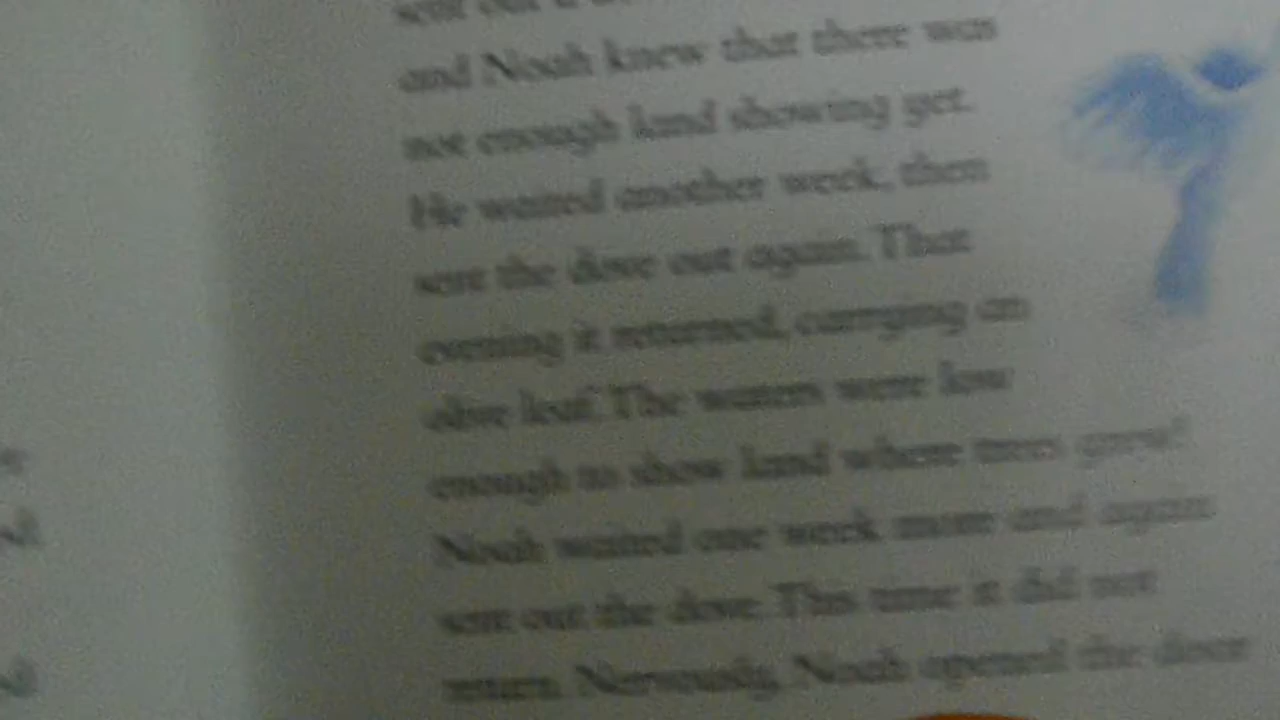 sent out a
and Noah knew that there was
not enough land showing yet.
He waited another week, then
sent the dove out again. That
evening it returned, carrying an
olive leaf. The waters were low
enough to show land where trees grew!
Noah waited one week more and again
sent out the dove. This time it did not
return. Nervously, Noah opened the door